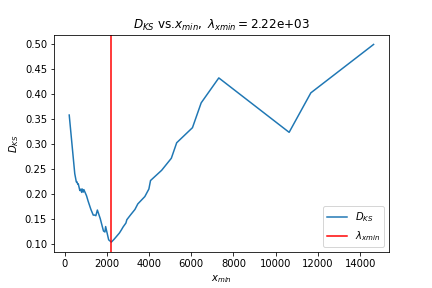 D_KS vs.x_min, λ_xmin = 2.22e+03
0.50
0.45
0.40
0.35
0.30
0.25
0.20
0.15
0.10
D_KS
0 2000 4000 6000 8000 10000 12000 14000
x_min
D_KS
λ_xmin